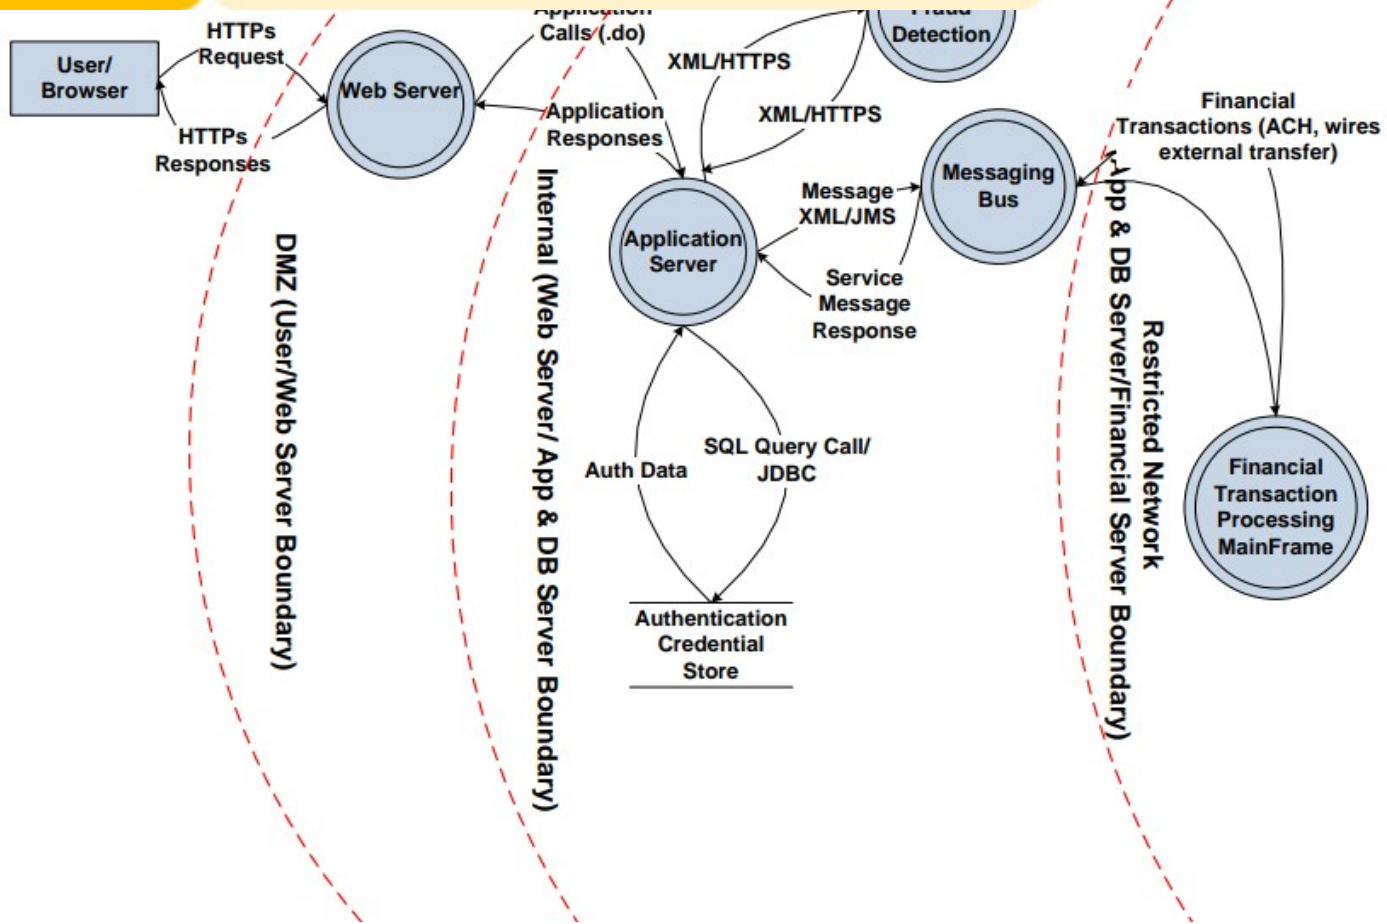 HTTPs
Request
User/
Browser
HTTPs
Responses
Web Server
Application
Calls (.do)
Application
Responses
XML/HTTPS
XML/HTTPS
Fraud
Detection
Application
Server
Message
XML/JMS
Service
Message
Response
Messaging
Bus
Financial
Transactions (ACH, wires
external transfer)
Auth Data
SQL Query Call/
JDBC
Authentication
Credential
Store
Financial
Transaction
Processing
MainFrame
DMZ (User/Web Server Boundary)
Internal (Web Server/ App & DB Server Boundary)
Restricted Network
App & DB Server/Financial Server Boundary)